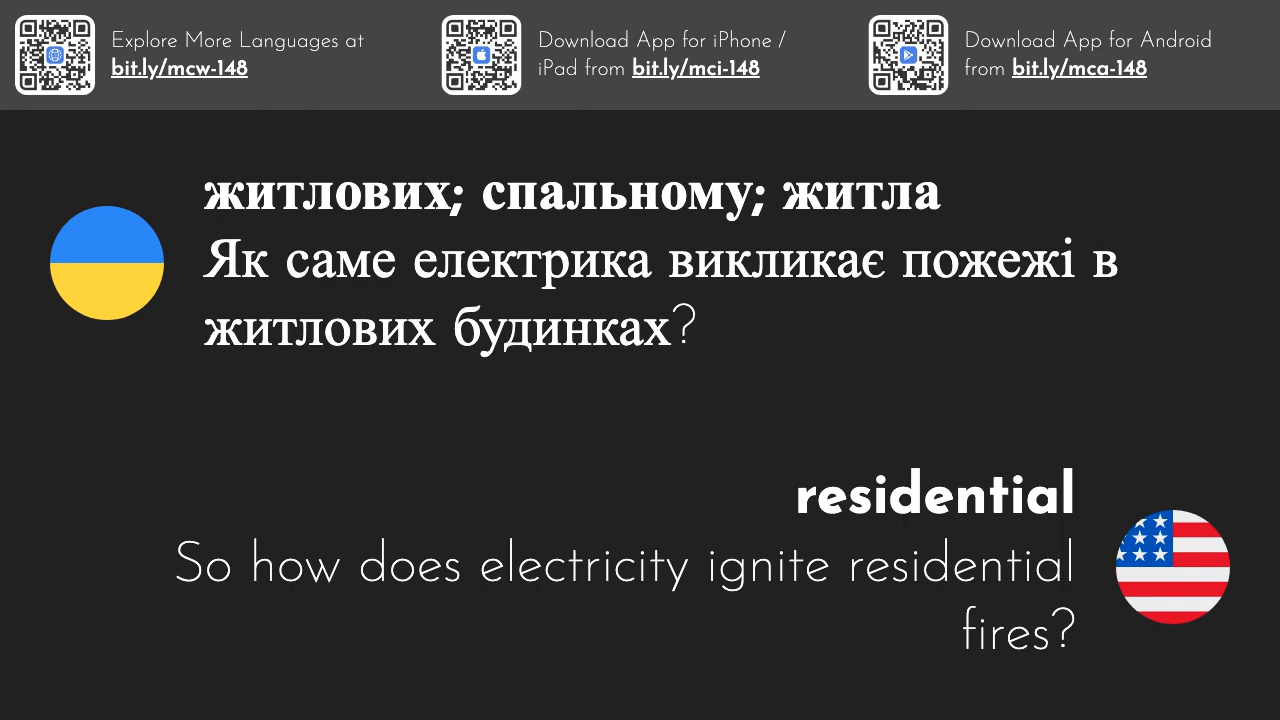 Explore More Languages at
bit.ly/mcw-148
Download App for iPhone /
iPad from bit.ly/mci-148
Download App for Android
from bit.ly/mca-148
житлових; спальному; житла
Як саме електрика викликає пожежі в
житлових будинках?
residential
So how does electricity ignite residential
fires?